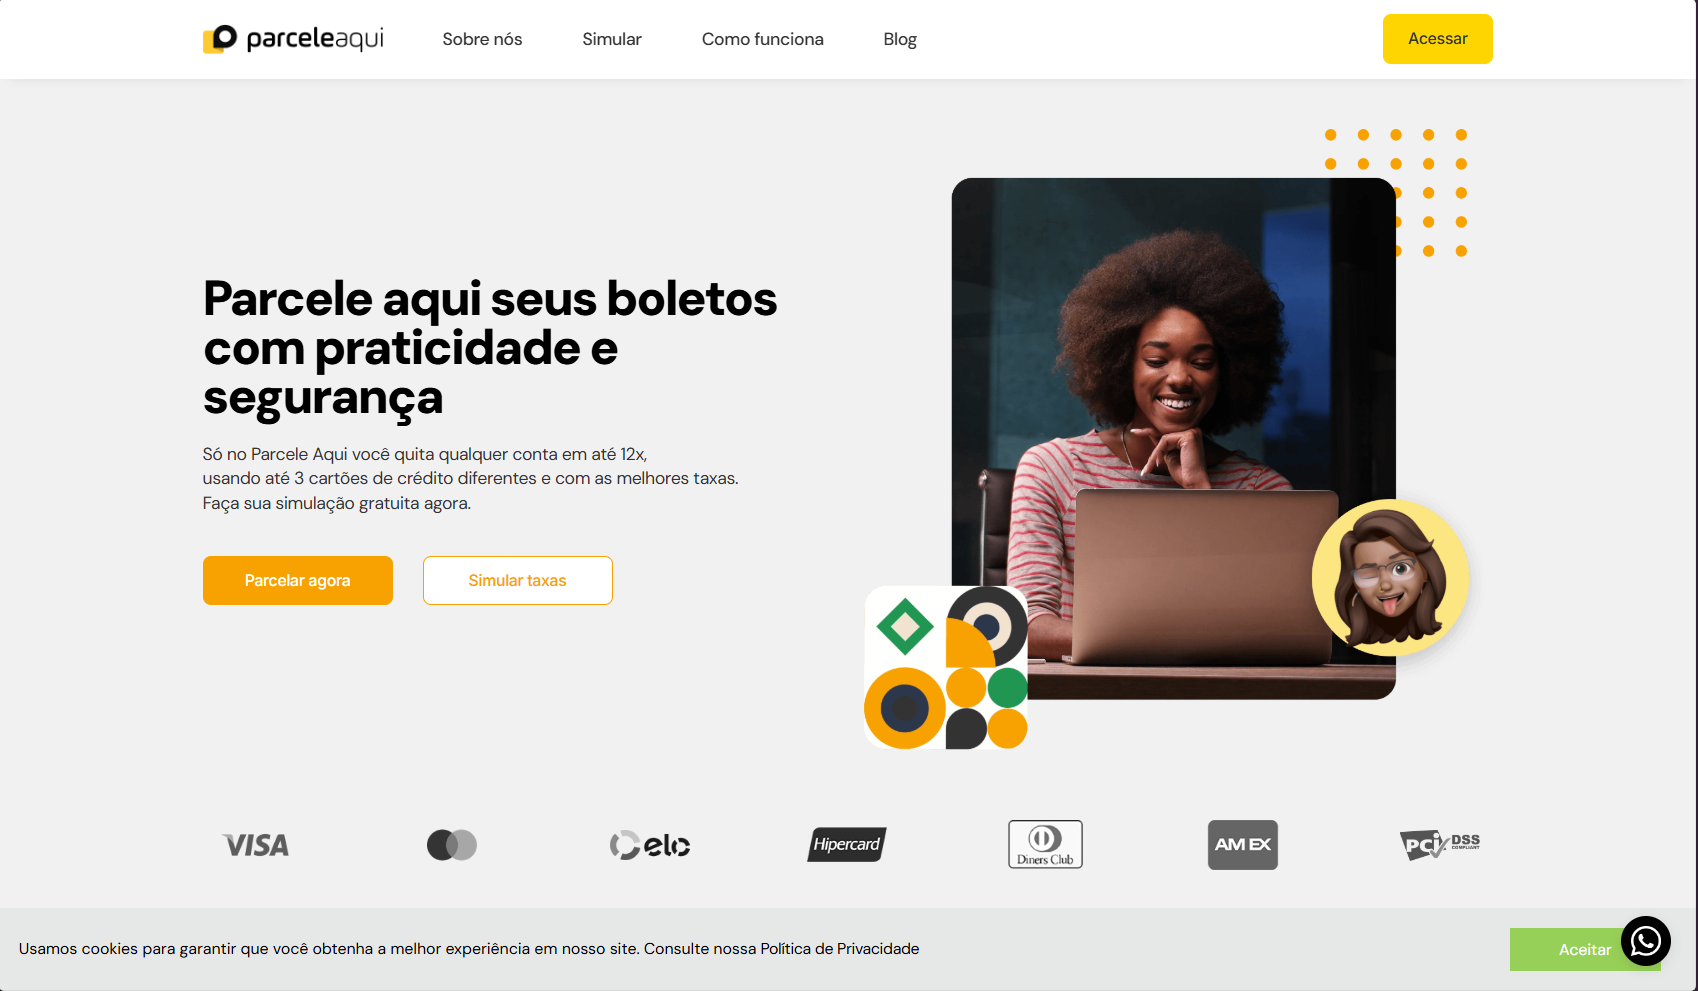 parceleaqui
Sobre nós
Simular
Como funciona
Blog
Acessar
Parcele aqui seus boletos
com praticidade e
segurança
Só no Parcele Aqui você quita qualquer conta em até 12x,
usando até 3 cartões de crédito diferentes e com as melhores taxas.
Faça sua simulação gratuita agora.
Parcelar agora
Simular taxas
VISA
elo
Hipercard
Diners Club
AM EX
PCi DSS
COMPLIANT
Usamos cookies para garantir que você obtenha a melhor experiência em nosso site. Consulte nossa Política de Privacidade
Aceitar